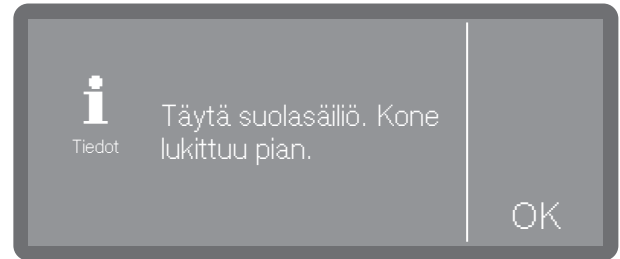 Täytä suolasäiliö. Kone
lukittuu pian.
Tiedot
OK